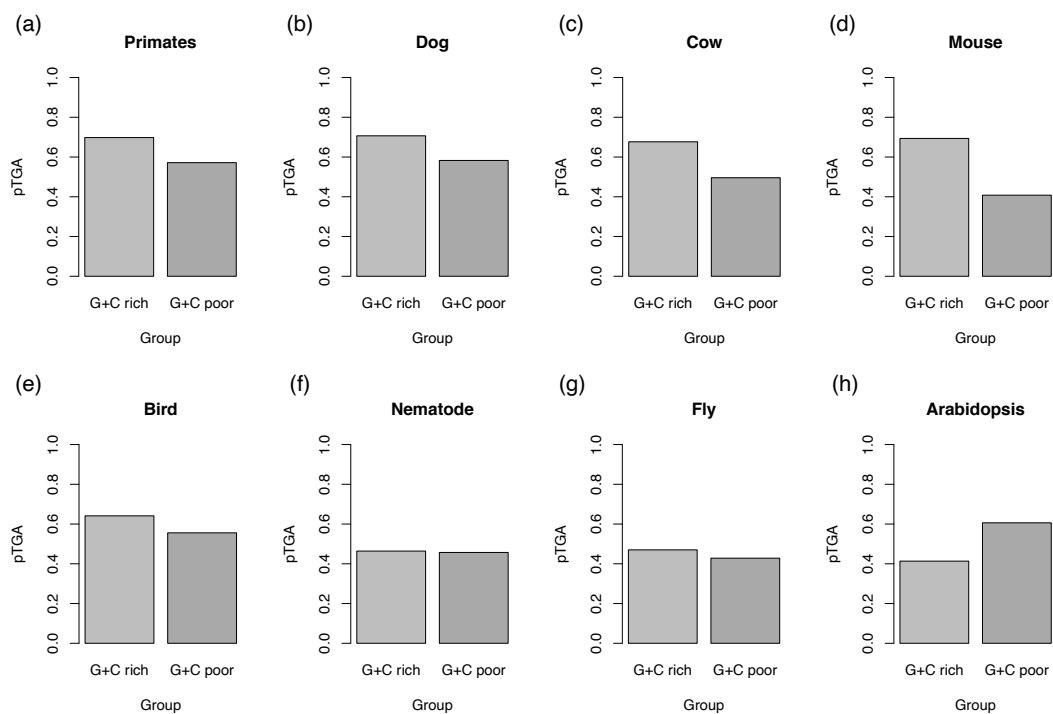 (a)
Primates
pTGA
1.0
0.8
0.6
0.4
0.2
0.0
G+C rich G+C poor
Group
(b)
Dog
pTGA
1.0
0.8
0.6
0.4
0.2
0.0
G+C rich G+C poor
Group
(c)
Cow
pTGA
1.0
0.8
0.6
0.4
0.2
0.0
G+C rich G+C poor
Group
(d)
Mouse
pTGA
1.0
0.8
0.6
0.4
0.2
0.0
G+C rich G+C poor
Group
(e)
Bird
pTGA
1.0
0.8
0.6
0.4
0.2
0.0
G+C rich G+C poor
Group
(f)
Nematode
pTGA
1.0
0.8
0.6
0.4
0.2
0.0
G+C rich G+C poor
Group
(g)
Fly
pTGA
1.0
0.8
0.6
0.4
0.2
0.0
G+C rich G+C poor
Group
(h)
Arabidopsis
pTGA
1.0
0.8
0.6
0.4
0.2
0.0
G+C rich G+C poor
Group